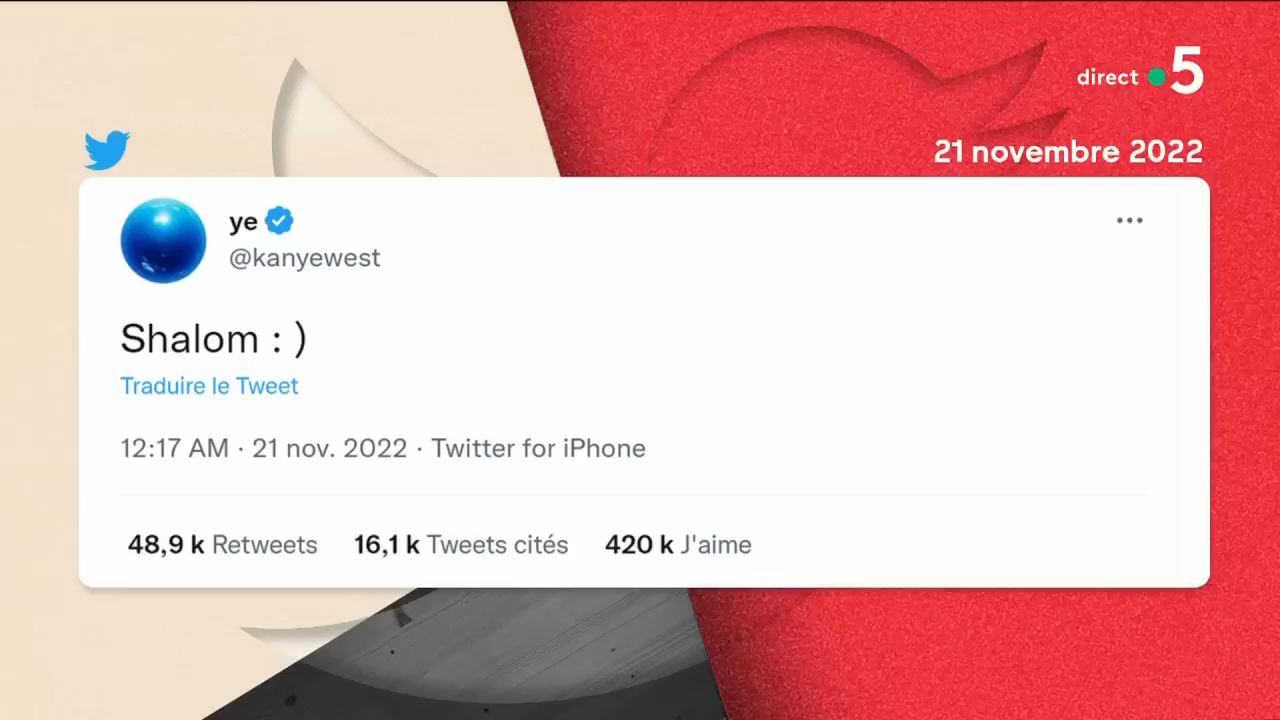 direct 5
21 novembre 2022
ye
@kanyewest
Shalom : )
Traduire le Tweet
12:17 AM · 21 nov. 2022 · Twitter for iPhone
48,9 k Retweets 16,1 k Tweets cités 420 k J'aime